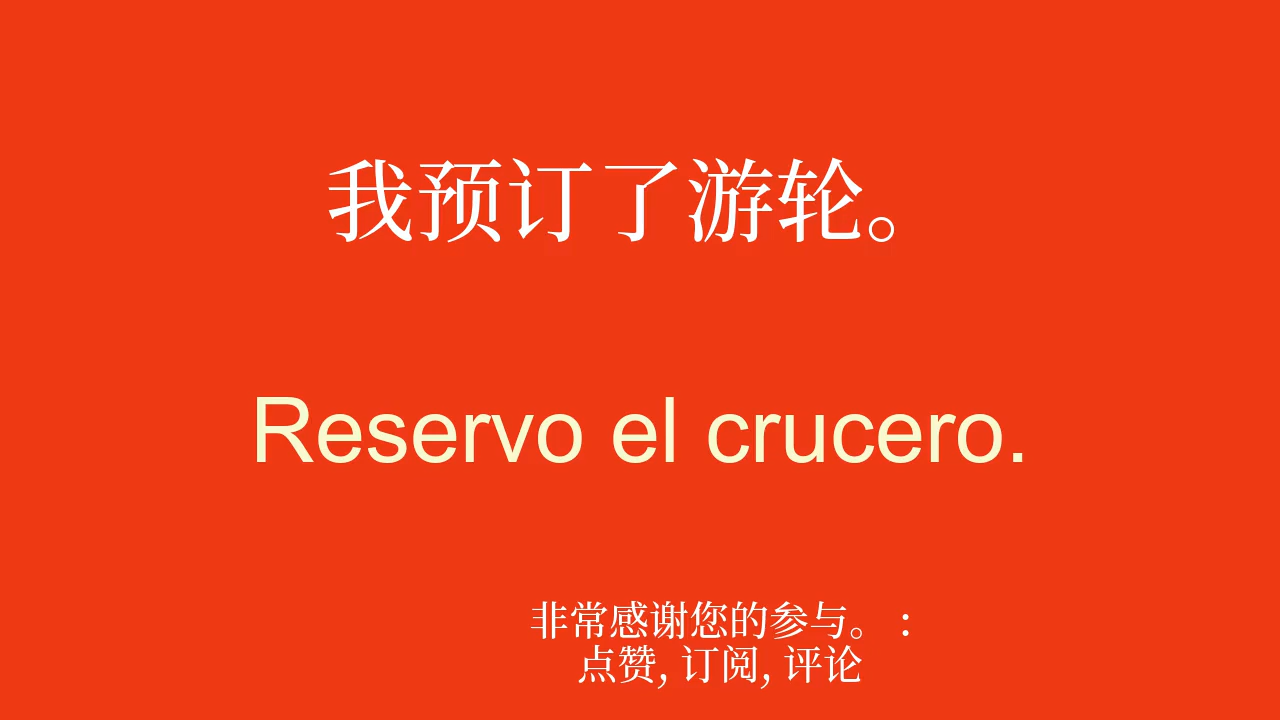 我预订了游轮。
Reservo el crucero.
非常感谢您的参与。 :
点赞, 订阅, 评论